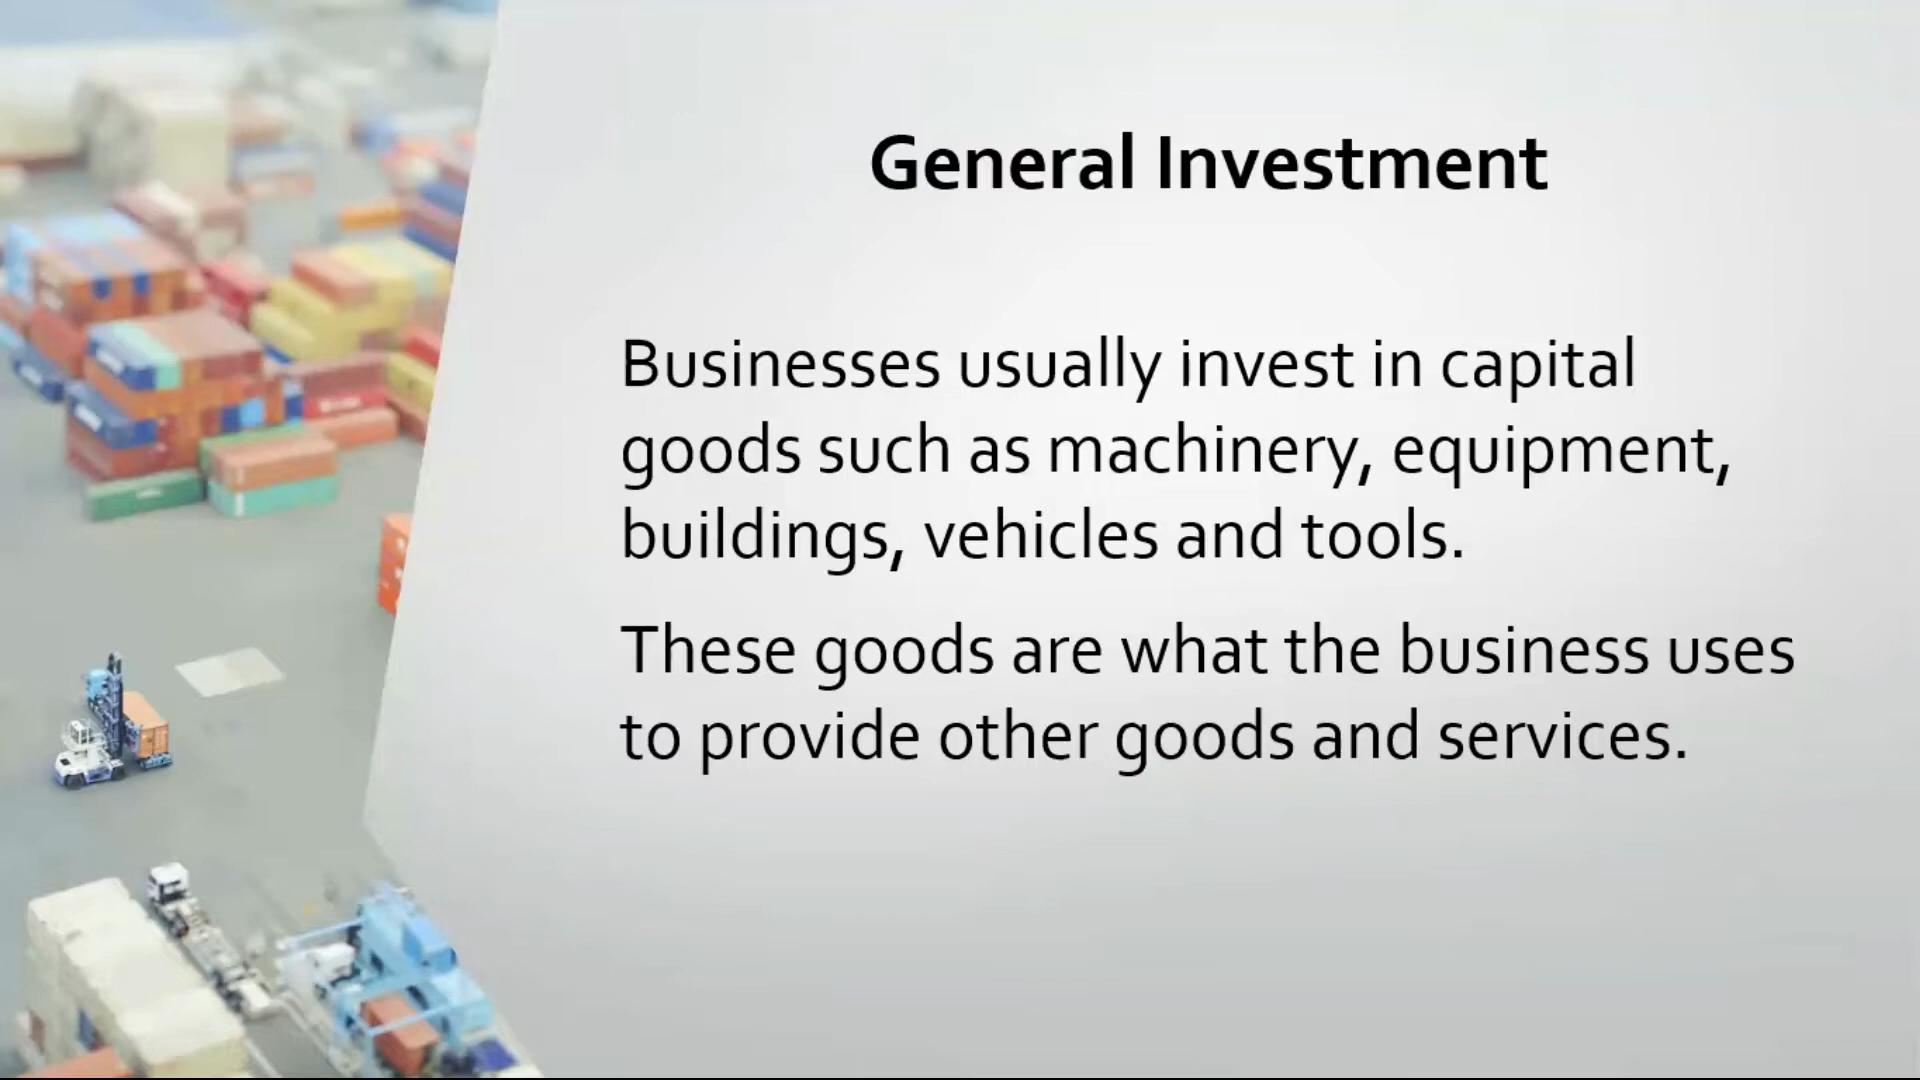 General Investment
Businesses usually invest in capital
goods such as machinery, equipment,
buildings, vehicles and tools.
These goods are what the business uses
to provide other goods and services.